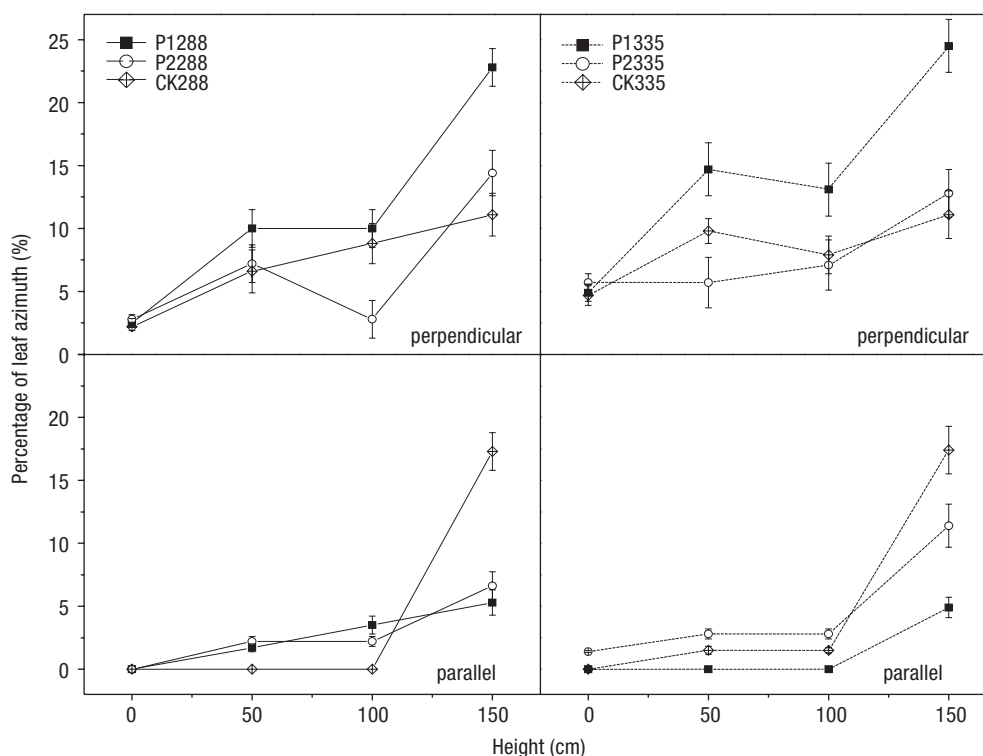 25
20
15
10
5
0
P1288
P2288
CK288
perpendicular
P1335
P2335
CK335
perpendicular
Percentage of leaf azimuth (%)
20
15
10
5
0
parallel
parallel
0 50 100 150
0 50 100 150
Height (cm)